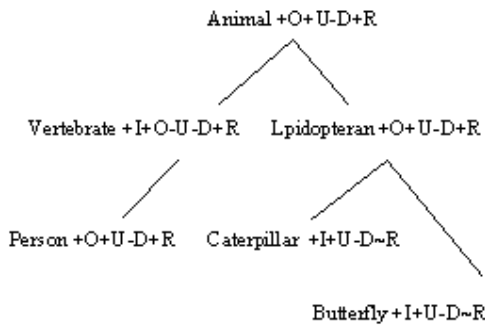 Animal +O+U-D+R
Vertebrate +I+O-U-D+R Lpidopteran +O+U-D+R
Person +O+U-D+R Caterpillar +I+U-D~R
Butterfly +I+U-D~R